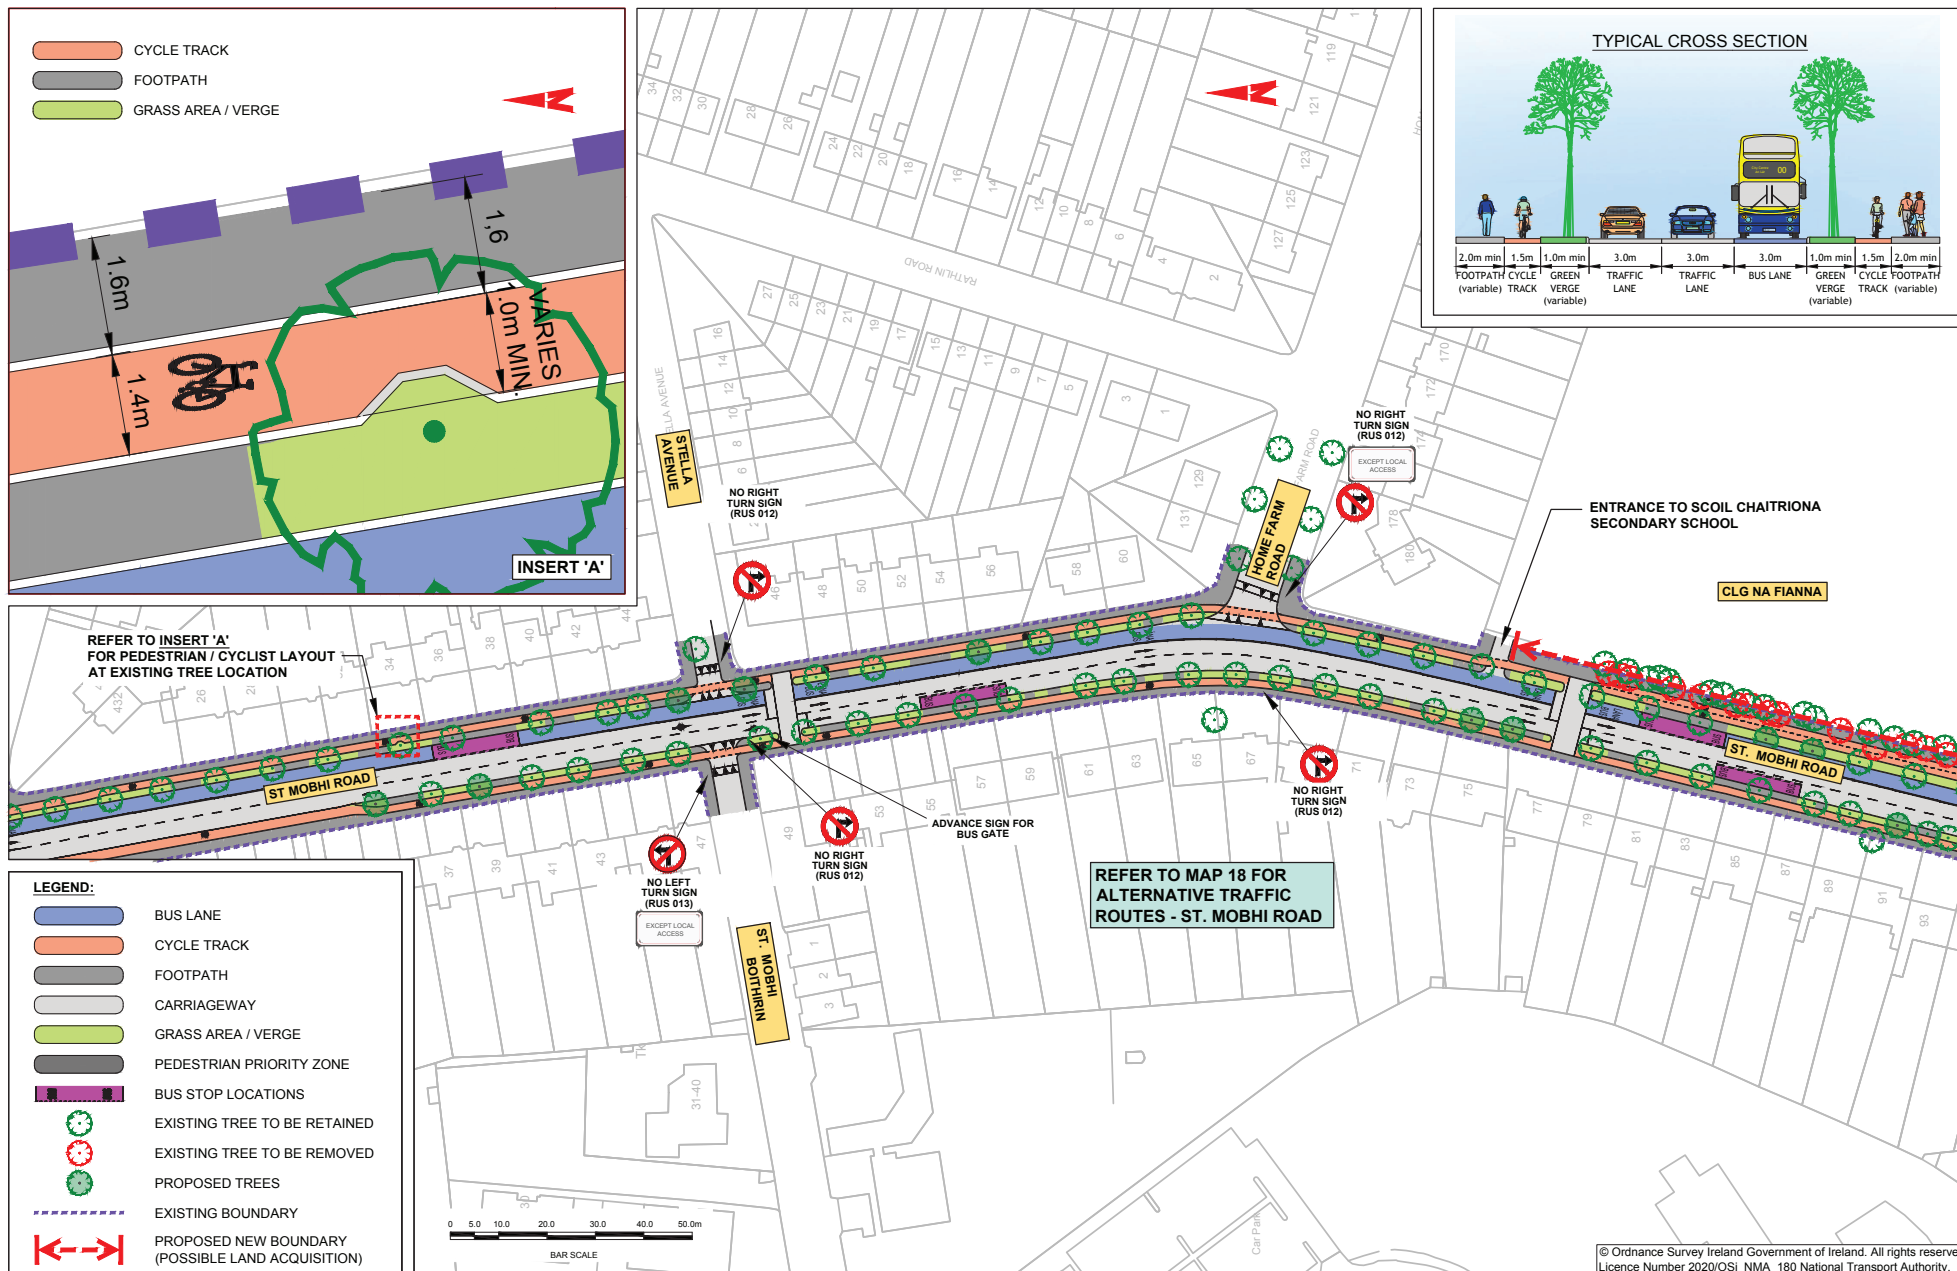 CYCLE TRACK
FOOTPATH
GRASS AREA / VERGE
N
1.6m
1.4m
1,6
VARIES
1.0m MIN.
INSERT 'A'
N
TYPICAL CROSS SECTION
00
2.0m min
1.5m
1.0m min
3.0m
3.0m
3.0m
1.0m min
1.5m
2.0m min
FOOTPATH
(variable)
CYCLE
TRACK
GREEN
VERGE
(variable)
TRAFFIC
LANE
TRAFFIC
LANE
BUS LANE
GREEN
VERGE
(variable)
CYCLE
TRACK
FOOTPATH
(variable)
RATHLIN ROAD
STELLA
AVENUE
NO RIGHT
TURN SIGN
(RUS 012)
NO RIGHT
TURN SIGN
(RUS 012)
EXCEPT LOCAL
ACCESS
HOME FARM
ROAD
ENTRANCE TO SCOIL CHAITRIONA
SECONDARY SCHOOL
CLG NA FIANNA
REFER TO INSERT 'A'
FOR PEDESTRIAN / CYCLIST LAYOUT
AT EXISTING TREE LOCATION
ST MOBHI ROAD
ST. MOBHI ROAD
ADVANCE SIGN FOR
BUS GATE
NO RIGHT
TURN SIGN
(RUS 012)
NO RIGHT
TURN SIGN
(RUS 012)
NO LEFT
TURN SIGN
(RUS 013)
EXCEPT LOCAL
ACCESS
ST. MOBHI
BOITHIRIN
REFER TO MAP 18 FOR
ALTERNATIVE TRAFFIC
ROUTES - ST. MOBHI ROAD
LEGEND:
BUS LANE
CYCLE TRACK
FOOTPATH
CARRIAGEWAY
GRASS AREA / VERGE
PEDESTRIAN PRIORITY ZONE
BUS STOP LOCATIONS
EXISTING TREE TO BE RETAINED
EXISTING TREE TO BE REMOVED
PROPOSED TREES
EXISTING BOUNDARY
PROPOSED NEW BOUNDARY
(POSSIBLE LAND ACQUISITION)
0 5.0 10.0 20.0 30.0 40.0 50.0m
BAR SCALE
31-40
Car Park
© Ordnance Survey Ireland Government of Ireland. All rights reserve
Licence Number 2020/OSi_NMA_180 National Transport Authority.